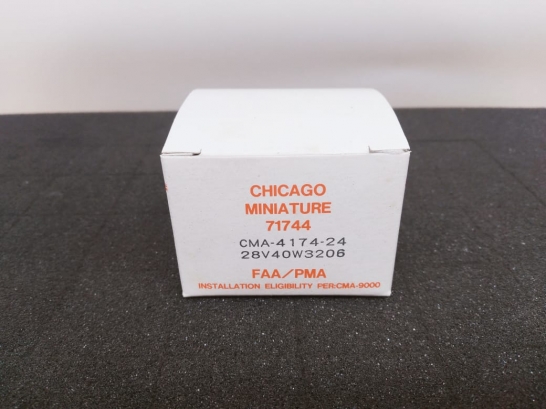 CHICAGO
MINIATURE
71744
CMA-4174-24
28V40W3206
FAA/PMA
INSTALLATION ELIGIBILITY PER:CMA-9000